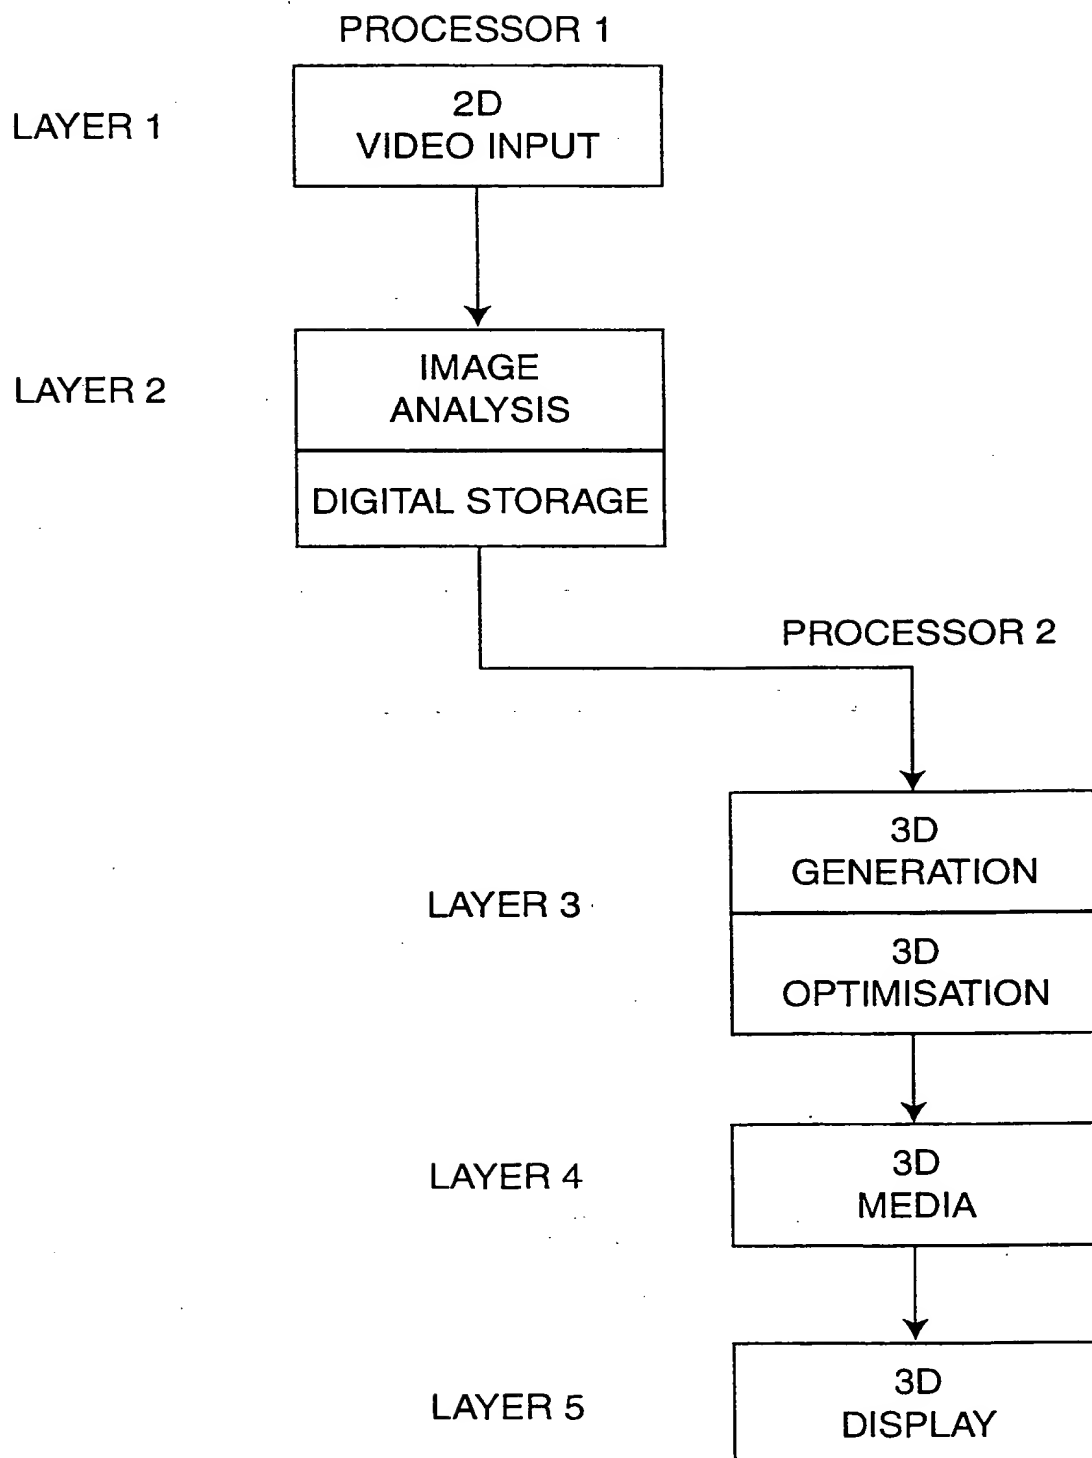 PROCESSOR 1
LAYER 1
2D
VIDEO INPUT
LAYER 2
IMAGE
ANALYSIS
DIGITAL STORAGE
PROCESSOR 2
LAYER 3
3D
GENERATION
3D
OPTIMISATION
LAYER 4
3D
MEDIA
LAYER 5
3D
DISPLAY